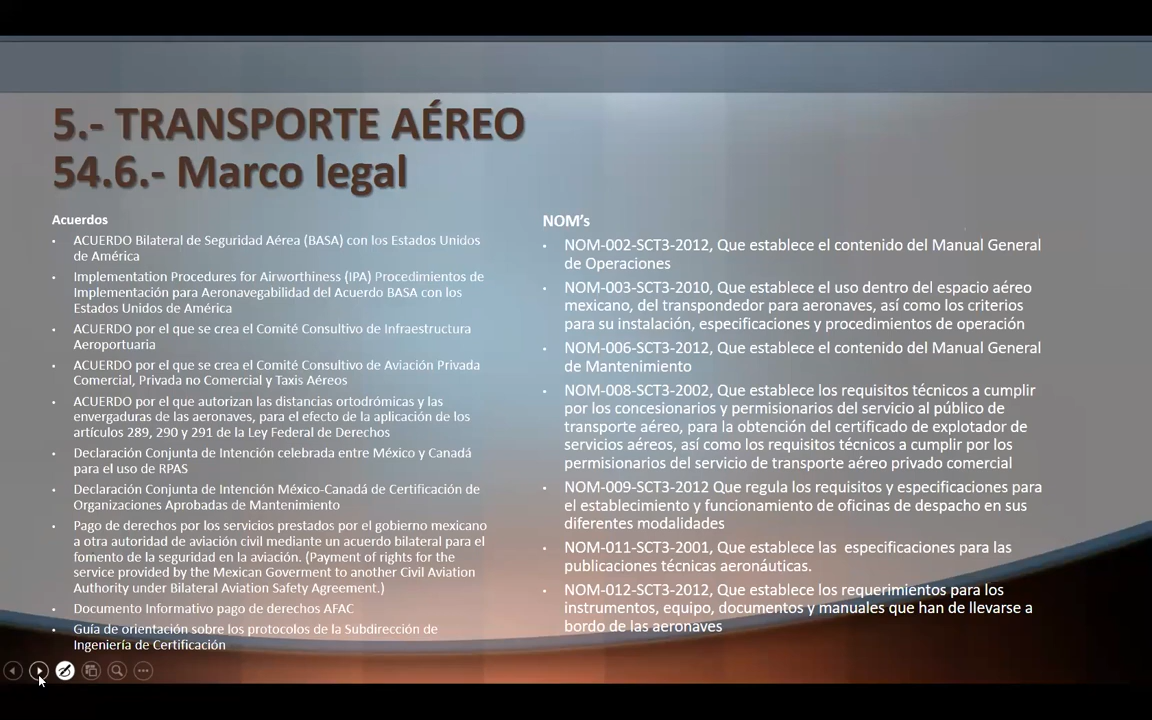 5.- TRANSPORTE AÉREO
54.6.- Marco legal
Acuerdos
• ACUERDO Bilateral de Seguridad Aérea (BASA) con los Estados Unidos
de América
• Implementation Procedures for Airworthiness (IPA) Procedimientos de
Implementación para Aeronavegabilidad del Acuerdo BASA con los
Estados Unidos de América
• ACUERDO por el que se crea el Comité Consultivo de Infraestructura
Aeroportuaria
• ACUERDO por el que se crea el Comité Consultivo de Aviación Privada
Comercial, Privada no Comercial y Taxis Aéreos
• ACUERDO por el que autorizan las distancias ortodrómicas y las
envergaduras de las aeronaves, para el efecto de la aplicación de los
artículos 289, 290 y 291 de la Ley Federal de Derechos
• Declaración Conjunta de Intención celebrada entre México y Canadá
para el uso de RPAS
• Declaración Conjunta de Intención México-Canadá de Certificación de
Organizaciones Aprobadas de Mantenimiento
• Pago de derechos por los servicios prestados por el gobierno mexicano
a otra autoridad de aviación civil mediante un acuerdo bilateral para el
fomento de la seguridad en la aviación. (Payment of rights for the
service provided by the Mexican Goverment to another Civil Aviation
Authority under Bilateral Aviation Safety Agreement.)
• Documento Informativo pago de derechos AFAC
• Guía de orientación sobre los protocolos de la Subdirección de
Ingeniería de Certificación
NOM's
• NOM-002-SCT3-2012, Que establece el contenido del Manual General
de Operaciones
• NOM-003-SCT3-2010, Que establece el uso dentro del espacio aéreo
mexicano, del transpondedor para aeronaves, así como los criterios
para su instalación, especificaciones y procedimientos de operación
• NOM-006-SCT3-2012, Que establece el contenido del Manual General
de Mantenimiento
• NOM-008-SCT3-2002, Que establece los requisitos técnicos a cumplir
por los concesionarios y permisionarios del servicio al público de
transporte aéreo, para la obtención del certificado de explotador de
servicios aéreos, así como los requisitos técnicos a cumplir por los
permisionarios del servicio de transporte aéreo privado comercial
• NOM-009-SCT3-2012 Que regula los requisitos y especificaciones para
el establecimiento y funcionamiento de oficinas de despacho en sus
diferentes modalidades
• NOM-011-SCT3-2001, Que establece las especificaciones para las
publicaciones técnicas aeronáuticas.
• NOM-012-SCT3-2012, Que establece los requerimientos para los
instrumentos, equipo, documentos y manuales que han de llevarse a
bordo de las aeronaves